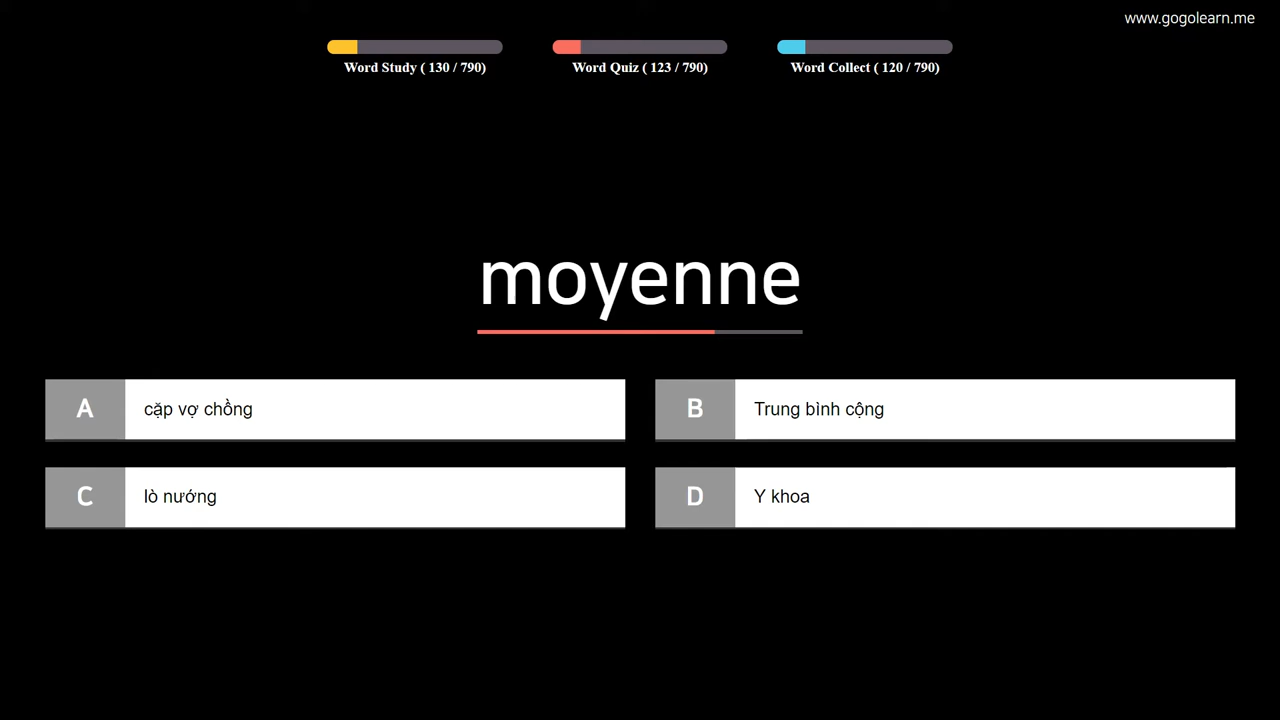 www.gogolearn.me
Word Study ( 130 / 790)
Word Quiz ( 123 / 790)
Word Collect ( 120 / 790)
moyenne
A
cặp vợ chồng
B
Trung bình cộng
C
lò nướng
D
Y khoa